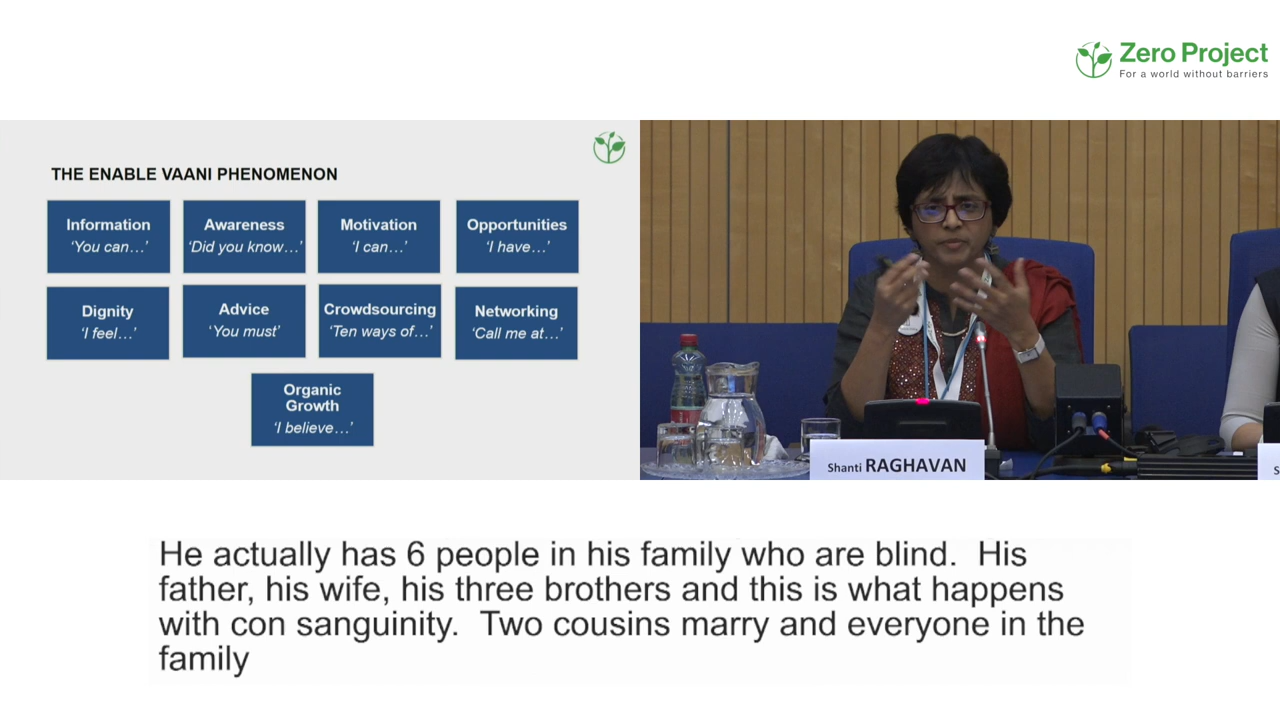 Zero Project
For a world without barriers
THE ENABLE VAANI PHENOMENON
Information
‘You can…’
Awareness
‘Did you know…’
Motivation
‘I can…’
Opportunities
‘I have…’
Dignity
‘I feel…’
Advice
‘You must’
Crowdsourcing
‘Ten ways of…’
Networking
‘Call me at…’
Organic
Growth
‘I believe…’
Shanti RAGHAVAN
S
He actually has 6 people in his family who are blind. His
father, his wife, his three brothers and this is what happens
with con sanguinity. Two cousins marry and everyone in the
family